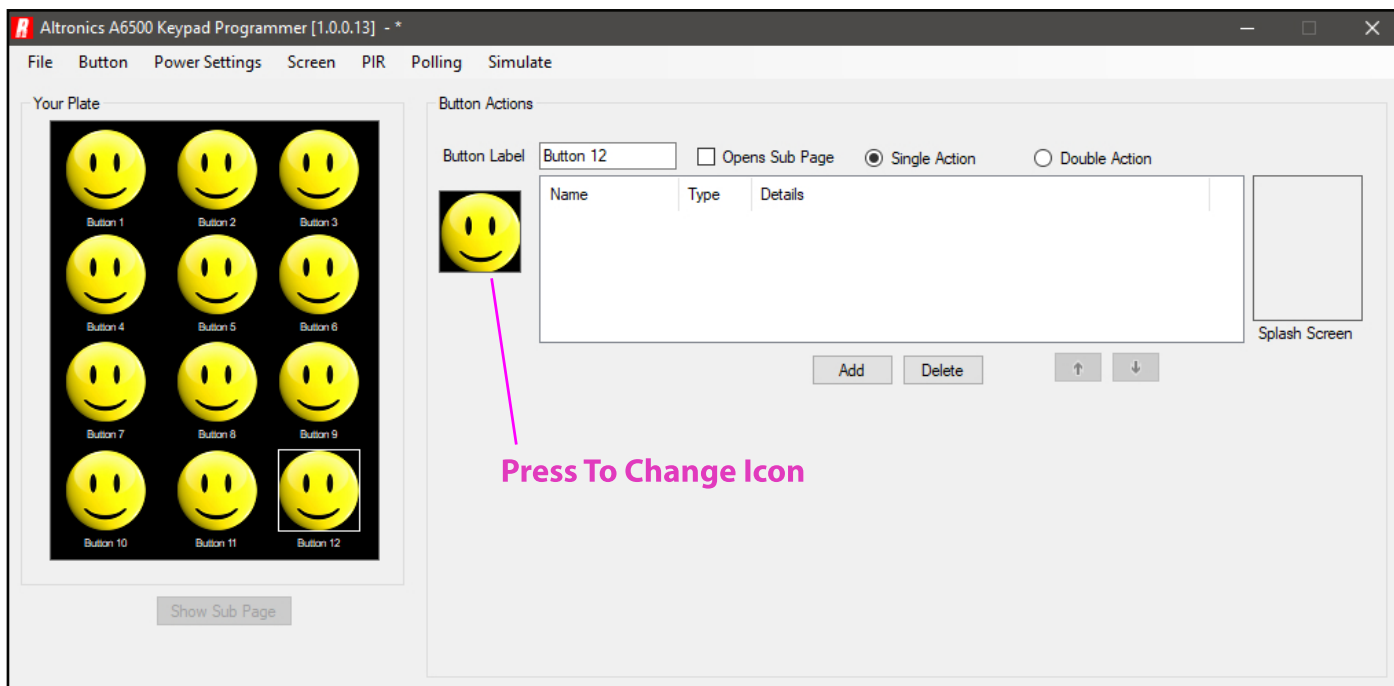 R Altronics A6500 Keypad Programmer [1.0.0.13] - *
File Button Power Settings Screen PIR Polling Simulate
Your Plate
Button 1 Button 2 Button 3
Button 4 Button 5 Button 6
Button 7 Button 8 Button 9
Button 10 Button 11 Button 12
Show Sub Page
Button Actions
Button Label Button 12 Opens Sub Page Single Action Double Action
Name Type Details
Splash Screen
Add Delete
Press To Change Icon